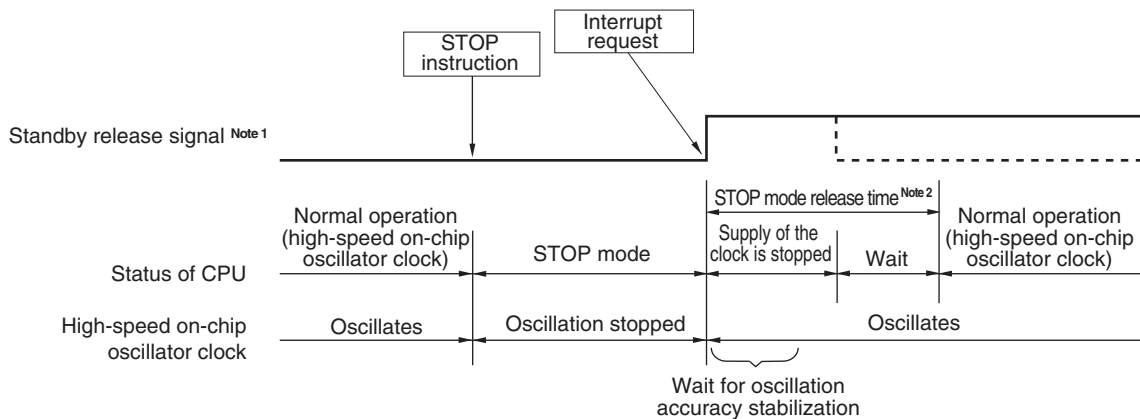 Interrupt
request
STOP
instruction
Standby release signal Note 1
STOP mode release time Note 2
Normal operation
(high-speed on-chip
oscillator clock)
Supply of the
clock is stopped
Normal operation
(high-speed on-chip
oscillator clock)
Status of CPU
STOP mode
Wait
High-speed on-chip
oscillator clock
Oscillates
Oscillation stopped
Oscillates
Wait for oscillation
accuracy stabilization